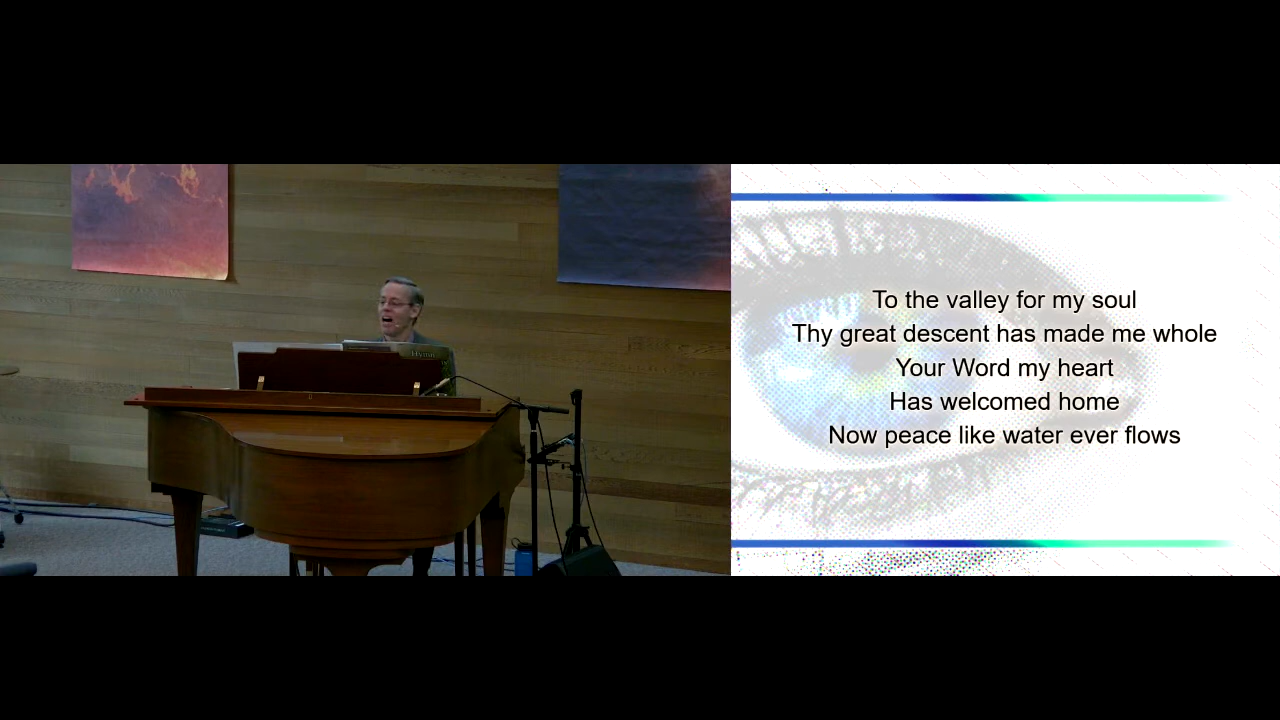 Hymn
To the valley for my soul
Thy great descent has made me whole
Your Word my heart
Has welcomed home
Now peace like water ever flows